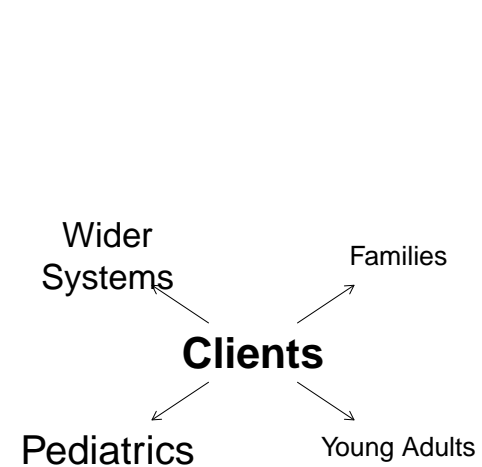 Wider
Systems
Families
Clients
Pediatrics
Young Adults